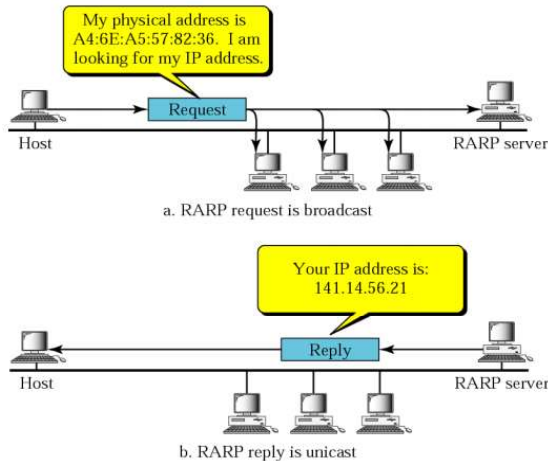 My physical address is
A4:6E:A5:57:82:36. I am
looking for my IP address.
Request
Host
RARP server
a. RARP request is broadcast
Your IP address is:
141.14.56.21
Reply
Host
RARP server
b. RARP reply is unicast